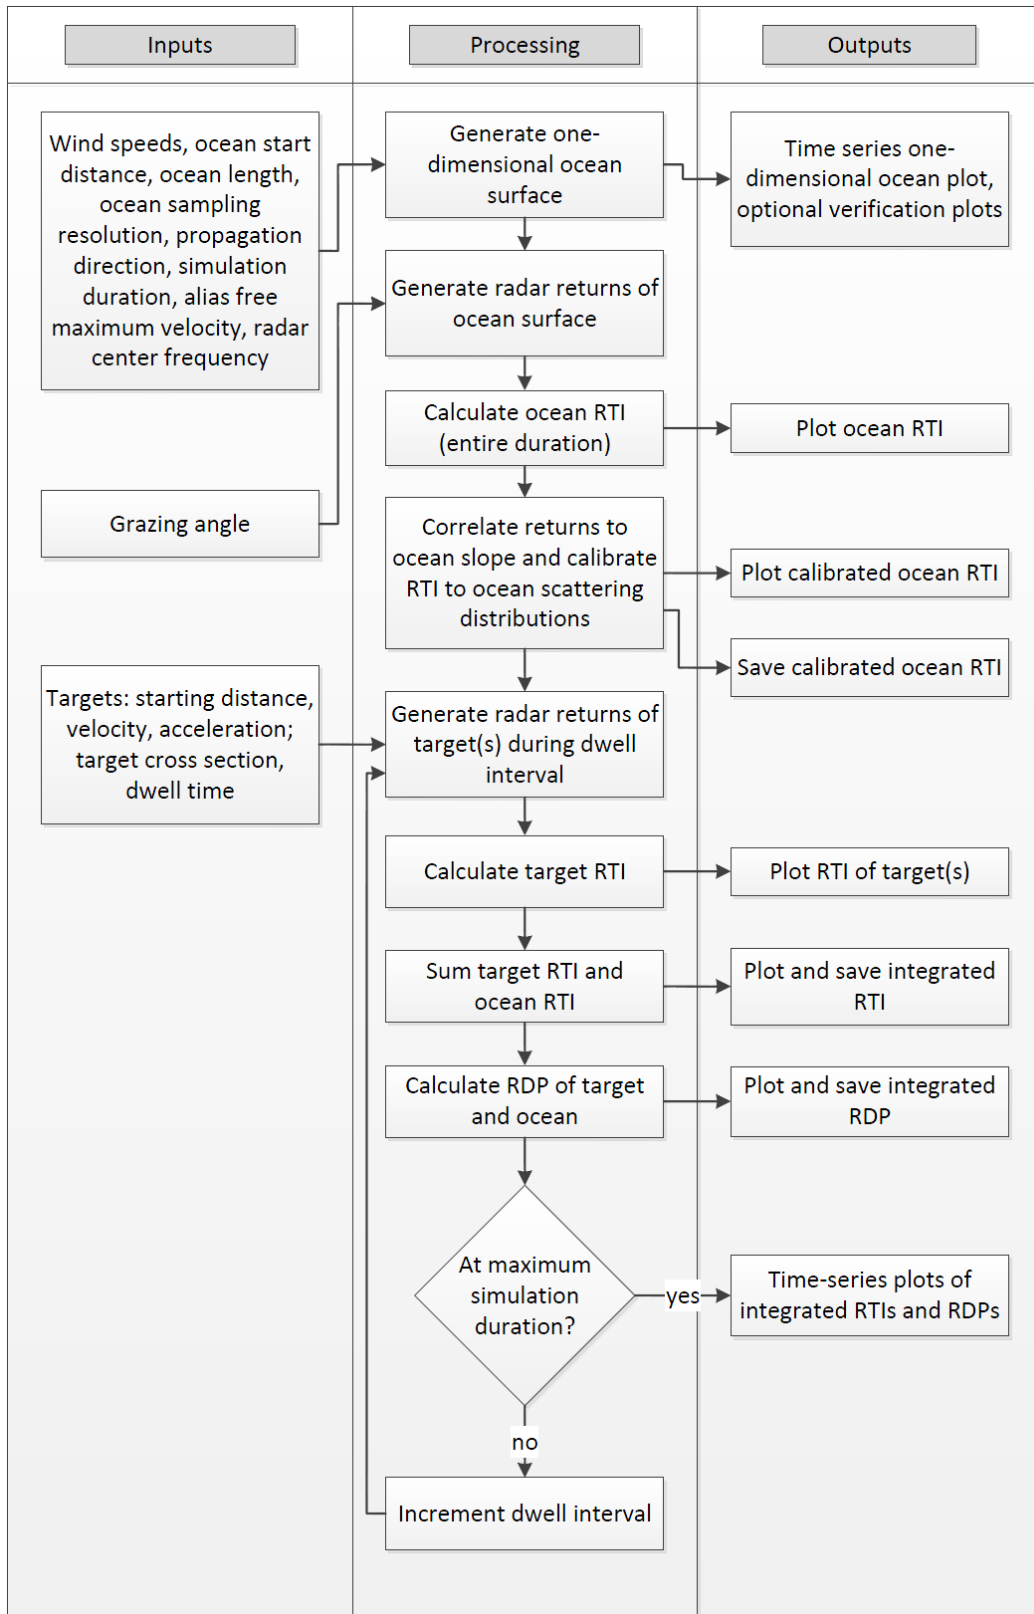 Inputs
Processing
Outputs
Wind speeds, ocean start
distance, ocean length,
ocean sampling
resolution, propagation
direction, simulation
duration, alias free
maximum velocity, radar
center frequency
Generate one-
dimensional ocean
surface
Time series one-
dimensional ocean plot,
optional verification plots
Generate radar returns of
ocean surface
Calculate ocean RTI
(entire duration)
Plot ocean RTI
Grazing angle
Correlate returns to
ocean slope and calibrate
RTI to ocean scattering
distributions
Plot calibrated ocean RTI
Save calibrated ocean RTI
Targets: starting distance,
velocity, acceleration;
target cross section,
dwell time
Generate radar returns of
target(s) during dwell
interval
Calculate target RTI
Plot RTI of target(s)
Sum target RTI and
ocean RTI
Plot and save integrated
RTI
Calculate RDP of target
and ocean
Plot and save integrated
RDP
At maximum
simulation
duration?
yes
Time-series plots of
integrated RTIs and RDPs
no
Increment dwell interval